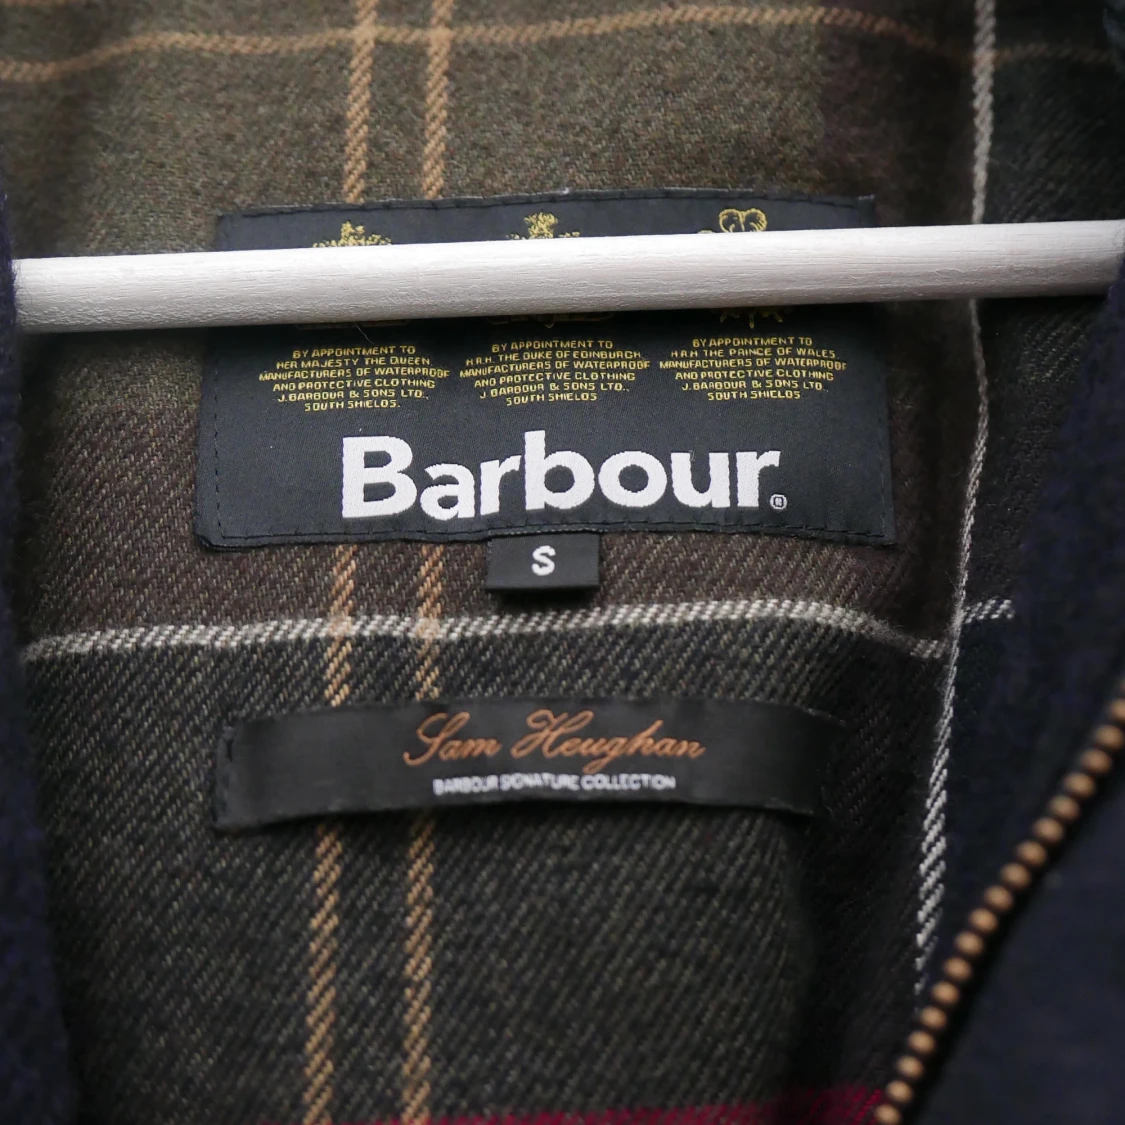 BY APPOINTMENT TO
HER MAJESTY THE QUEEN
MANUFACTURERS OF WATERPROOF
AND PROTECTIVE CLOTHING
J. BARBOUR & SONS LTD.,
SOUTH SHIELDS.
BY APPOINTMENT TO
H.R.H. THE DUKE OF EDINBURGH
MANUFACTURERS OF WATERPROOF
AND PROTECTIVE CLOTHING
J. BARBOUR & SONS LTD.,
SOUTH SHIELDS
BY APPOINTMENT TO
H.R.H. THE PRINCE OF WALES
MANUFACTURERS OF WATERPROOF
AND PROTECTIVE CLOTHING
J. BARBOUR & SONS LTD.,
SOUTH SHIELDS
Barbour®
S
Sam Heughan
BARBOUR SIGNATURE COLLECTION